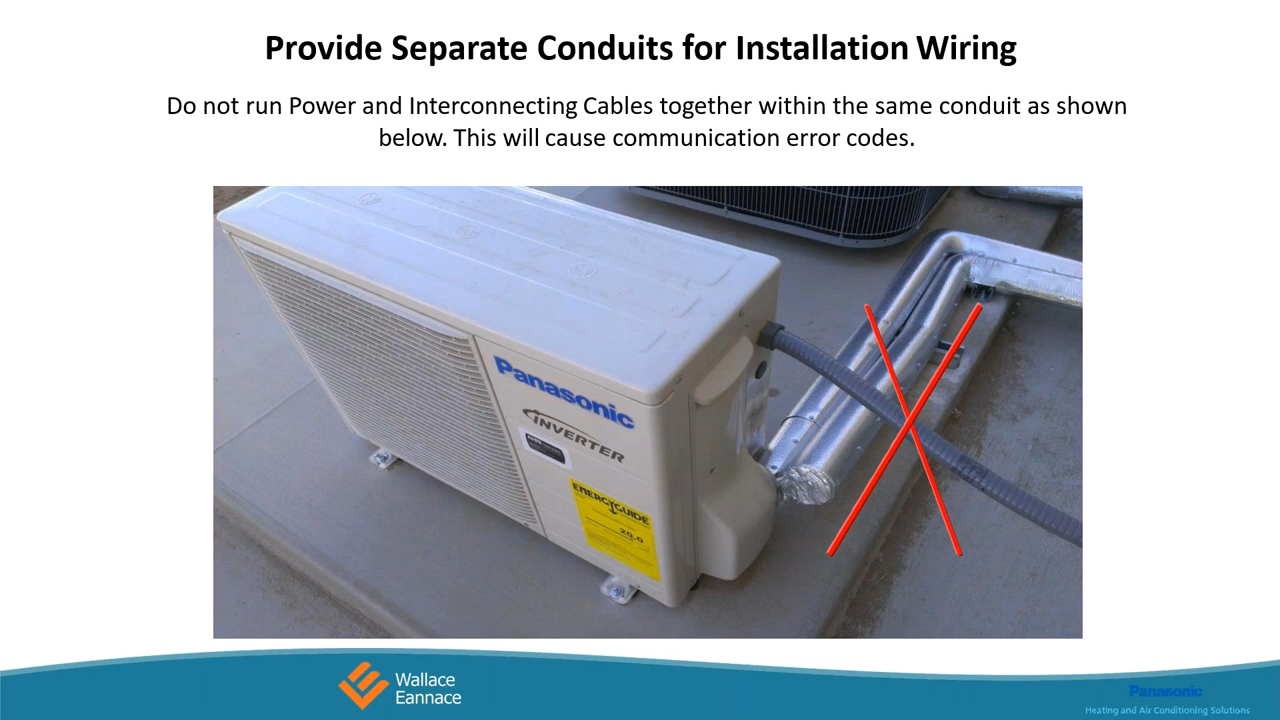 Provide Separate Conduits for Installation Wiring
Do not run Power and Interconnecting Cables together within the same conduit as shown
below. This will cause communication error codes.
Panasonic
INVERTER
ENERGYGUIDE
20.0
Wallace
Eannace
Panasonic
Heating and Air Conditioning Solutions